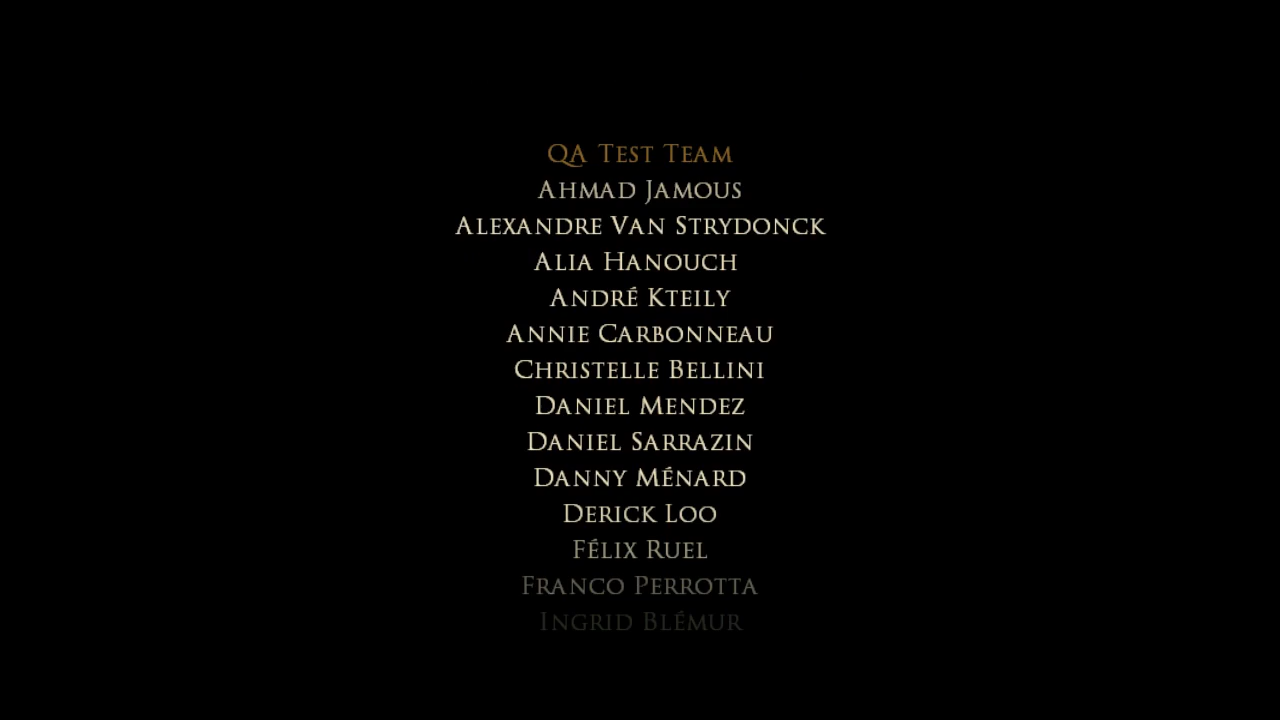 QA Test Team
Ahmad Jamous
Alexandre Van Strydonck
Alia Hanouch
André Kteily
Annie Carbonneau
Christelle Bellini
Daniel Mendez
Daniel Sarrazin
Danny Ménard
Derick Loo
Félix Ruel
Franco Perrotta
Ingrid Blémur